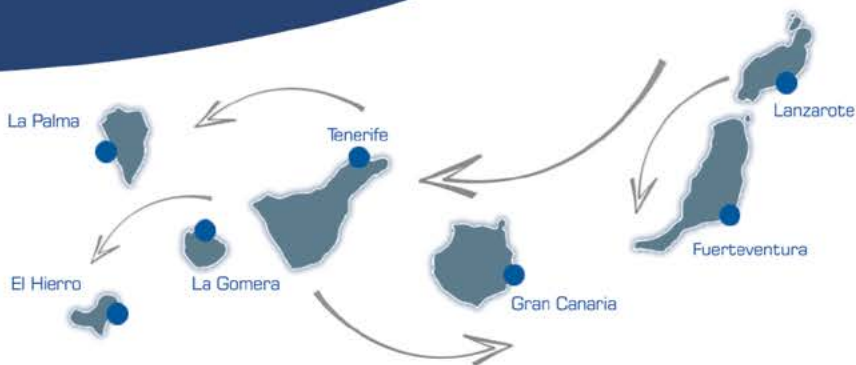 La Palma
Tenerife
Lanzarote
El Hierro
La Gomera
Gran Canaria
Fuerteventura